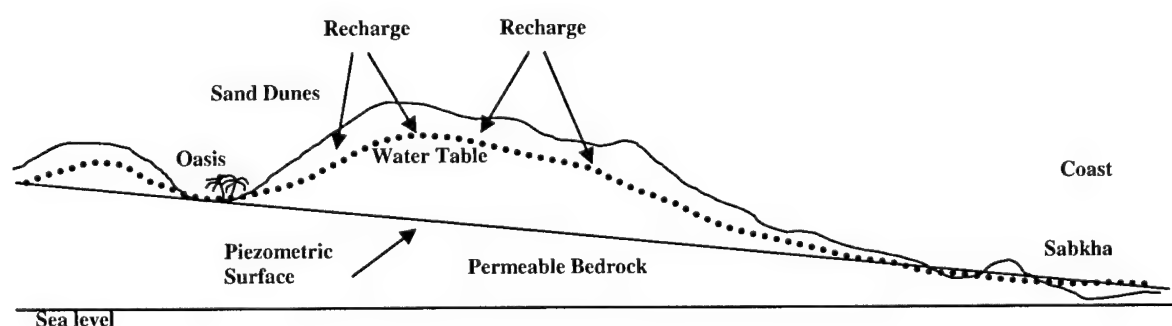 Recharge
Recharge
Sand Dunes
Oasis
Water Table
Coast
Piezometric
Surface
Permeable Bedrock
Sabkha
Sea level